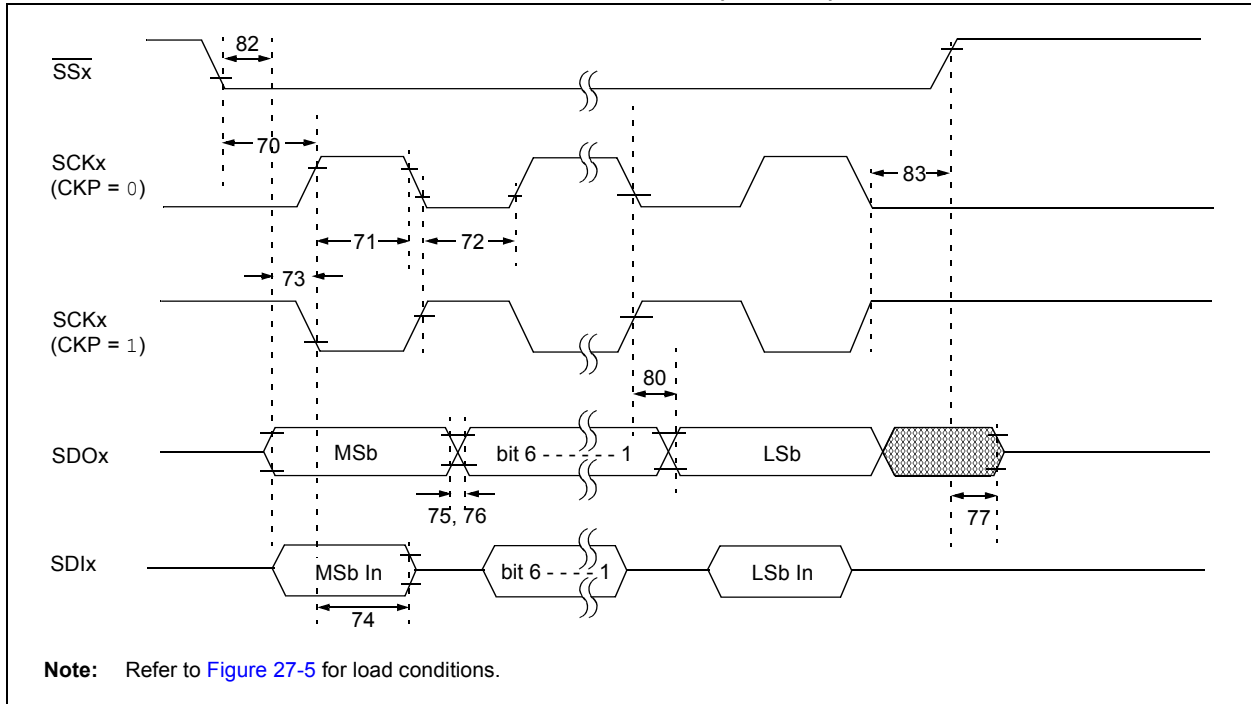 82
SSx
70
SCKx
(CKP = 0)
83
71
72
73
SCKx
(CKP = 1)
80
SDOx
MSb
bit 6 - - - - - - 1
LSb
75, 76
77
SDIx
MSb In
bit 6 - - - - 1
LSb In
74
Note: Refer to Figure 27-5 for load conditions.